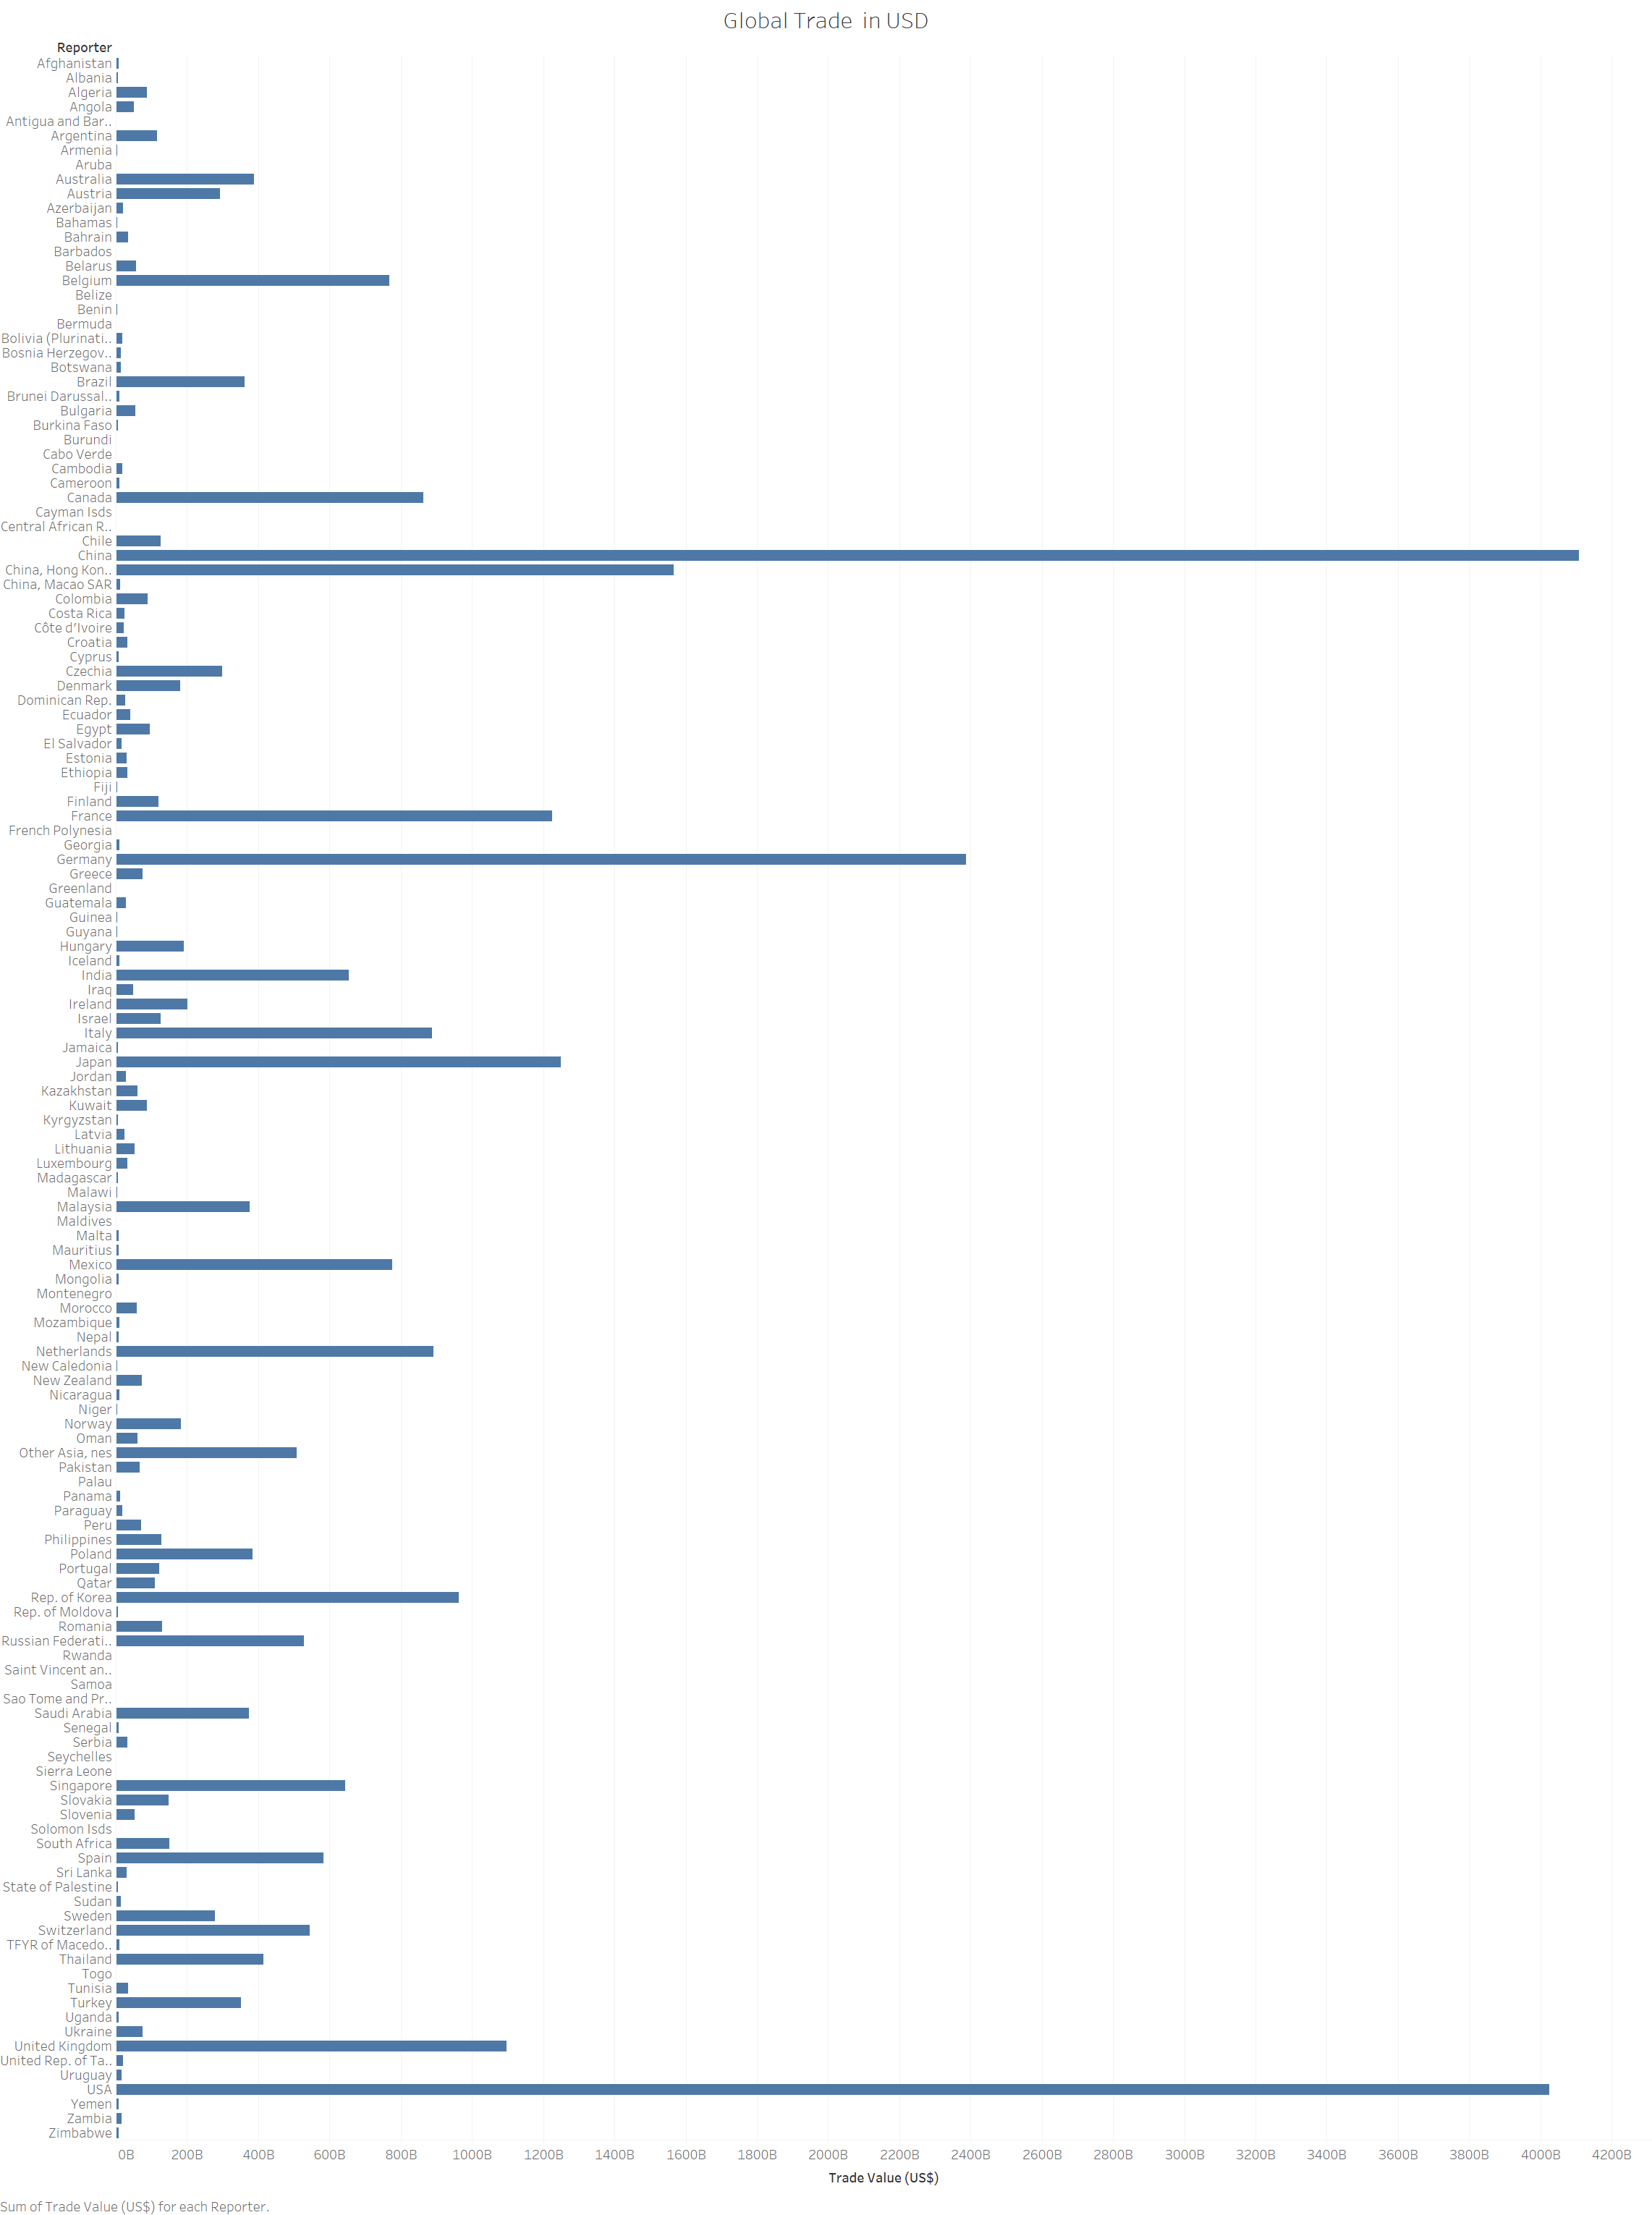 Global Trade  in USD
Reporter
Afghanistan
Albania
Algeria
Angola
Antigua and Bar..
Argentina
Armenia
Aruba
Australia
Austria
Azerbaijan
Bahamas
Bahrain
Barbados
Belarus
Belgium
Belize
Benin
Bermuda
Bolivia (Plurinati..
Bosnia Herzegov..
Botswana
Brazil
Brunei Darussal..
Bulgaria
Burkina Faso
Burundi
Cabo Verde
Cambodia
Cameroon
Canada
Cayman Isds
Central African R..
Chile
China
China, Hong Kon..
China, Macao SAR
Colombia
Costa Rica
Côte d'Ivoire
Croatia
Cyprus
Czechia
Denmark
Dominican Rep.
Ecuador
Egypt
El Salvador
Estonia
Ethiopia
Fiji
Finland
France
French Polynesia
Georgia
Germany
Greece
Greenland
Guatemala
Guinea
Guyana
Hungary
Iceland
India
Iraq
Ireland
Israel
Italy
Jamaica
Japan
Jordan
Kazakhstan
Kuwait
Kyrgyzstan
Latvia
Lithuania
Luxembourg
Madagascar
Malawi
Malaysia
Maldives
Malta
Mauritius
Mexico
Mongolia
Montenegro
Morocco
Mozambique
Nepal
Netherlands
New Caledonia
New Zealand
Nicaragua
Niger
Norway
Oman
Other Asia, nes
Pakistan
Palau
Panama
Paraguay
Peru
Philippines
Poland
Portugal
Qatar
Rep. of Korea
Rep. of Moldova
Romania
Russian Federati..
Rwanda
Saint Vincent an..
Samoa
Sao Tome and Pr..
Saudi Arabia
Senegal
Serbia
Seychelles
Sierra Leone
Singapore
Slovakia
Slovenia
Solomon Isds
South Africa
Spain
Sri Lanka
State of Palestine
Sudan
Sweden
Switzerland
TFYR of Macedo..
Thailand
Togo
Tunisia
Turkey
Uganda
Ukraine
United Kingdom
United Rep. of Ta..
Uruguay
USA
Yemen
Zambia
Zimbabwe
0B 200B 400B 600B 800B 1000B 1200B 1400B 1600B 1800B 2000B 2200B 2400B 2600B 2800B 3000B 3200B 3400B 3600B 3800B 4000B 4200B
Trade Value (US$)
Sum of Trade Value (US$) for each Reporter.